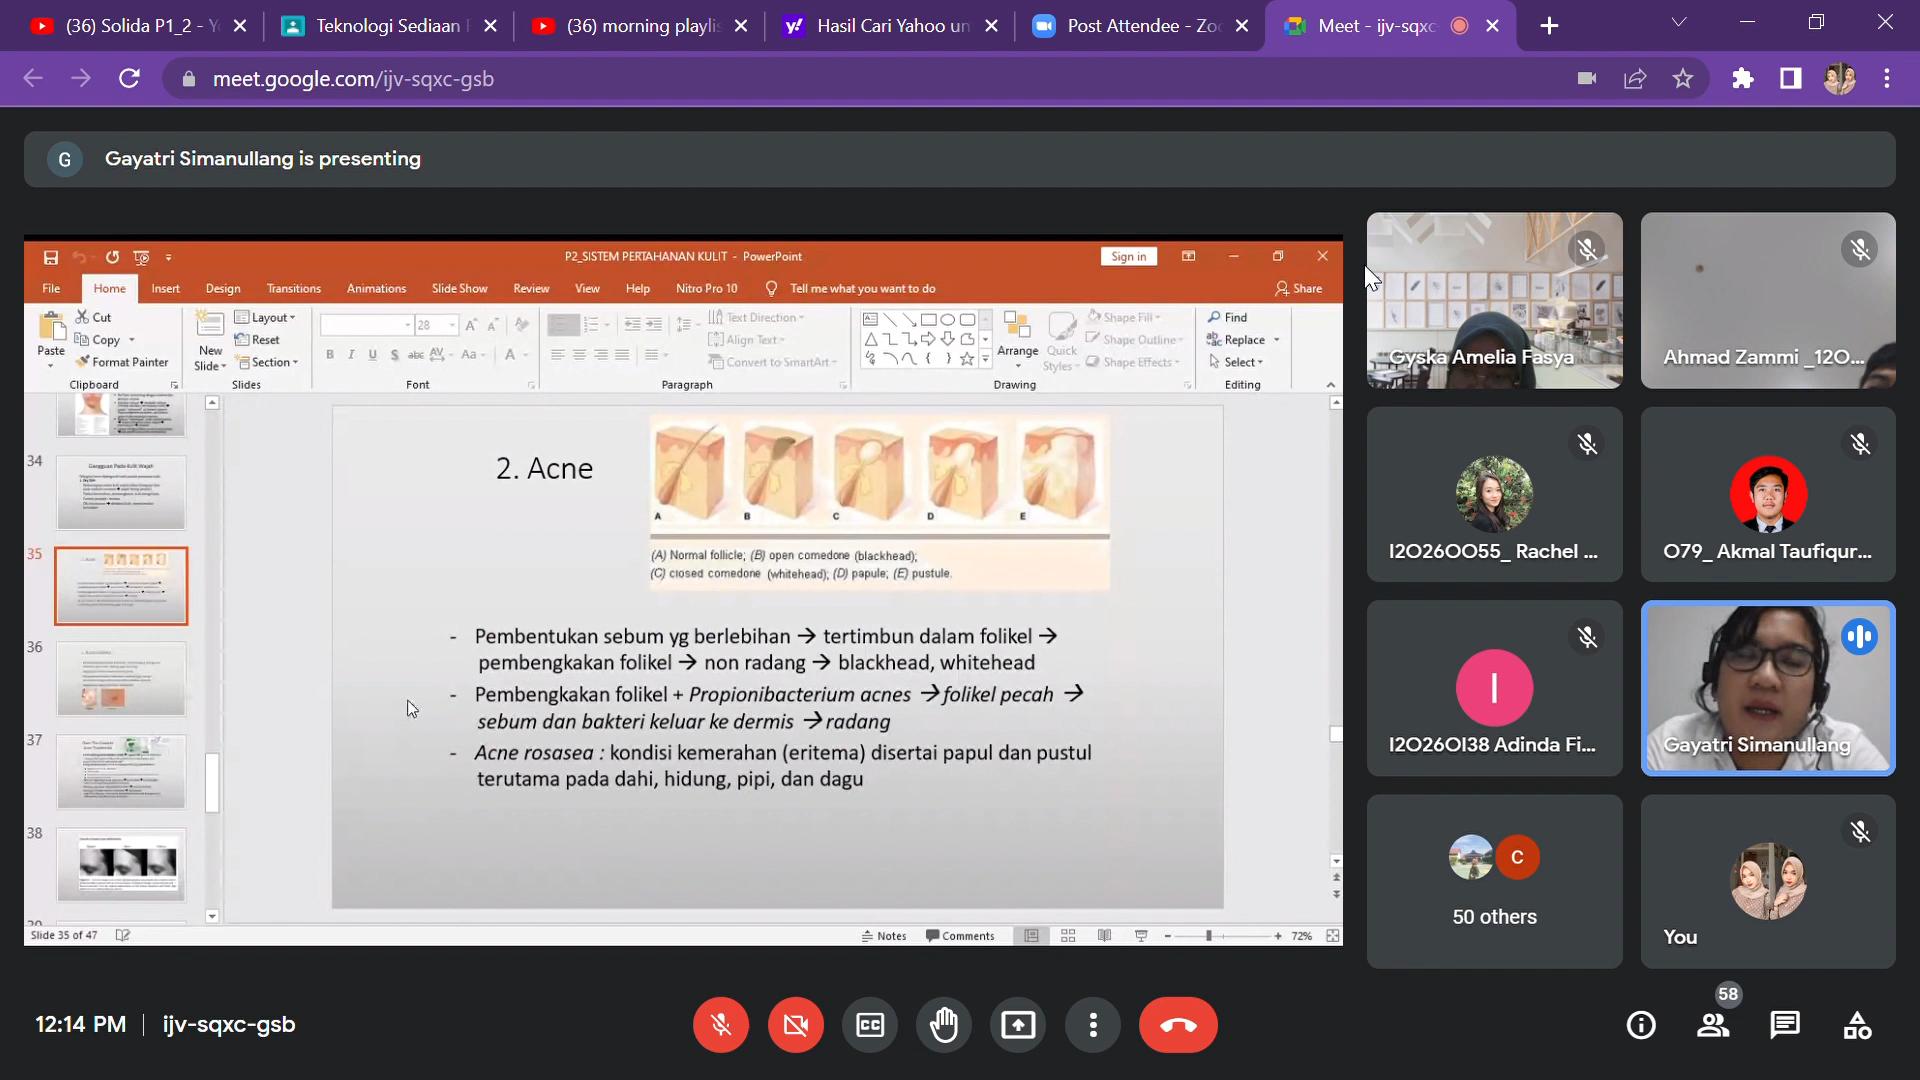 (36) Solida P1_2 - Y
Teknologi Sediaan
(36) morning playlis
Hasil Cari Yahoo un
Post Attendee - Zoo
Meet - ijv-sqxc-
meet.google.com/ijv-sqxc-gsb
G
Gayatri Simanullang is presenting
P2_SISTEM PERTAHANAN KULIT - PowerPoint
Sign in
File
Home
Insert
Design
Transitions
Animations
Slide Show
Review
View
Help
Nitro Pro 10
Tell me what you want to do
Share
Paste
Cut
Copy
Format Painter
Clipboard
New Slide
Layout
Reset
Section
Slides
28
Font
Text Direction
Align Text
Convert to SmartArt
Paragraph
Arrange
Quick Styles
Shape Fill
Shape Outline
Shape Effects
Drawing
Find
Replace
Select
Editing
34
Gangguan Pada Kulit Wajah
35
36
37
38
2. Acne
A B C D E
(A) Normal follicle; (B) open comedone (blackhead);
(C) closed comedone (whitehead); (D) papule; (E) pustule.
- Pembentukan sebum yg berlebihan → tertimbun dalam folikel →
pembengkakan folikel → non radang → blackhead, whitehead
- Pembengkakan folikel + Propionibacterium acnes → folikel pecah →
sebum dan bakteri keluar ke dermis → radang
- Acne rosasea : kondisi kemerahan (eritema) disertai papul dan pustul
terutama pada dahi, hidung, pipi, dan dagu
Slide 35 of 47
Notes
Comments
72%
Gyska Amelia Fasya
Ahmad Zammi _12O...
I2O26OO55_ Rachel ...
O79_ Akmal Taufiqur...
I
I2O26OI38 Adinda Fi...
Gayatri Simanullang
C
50 others
You
12:14 PM
ijv-sqxc-gsb
58